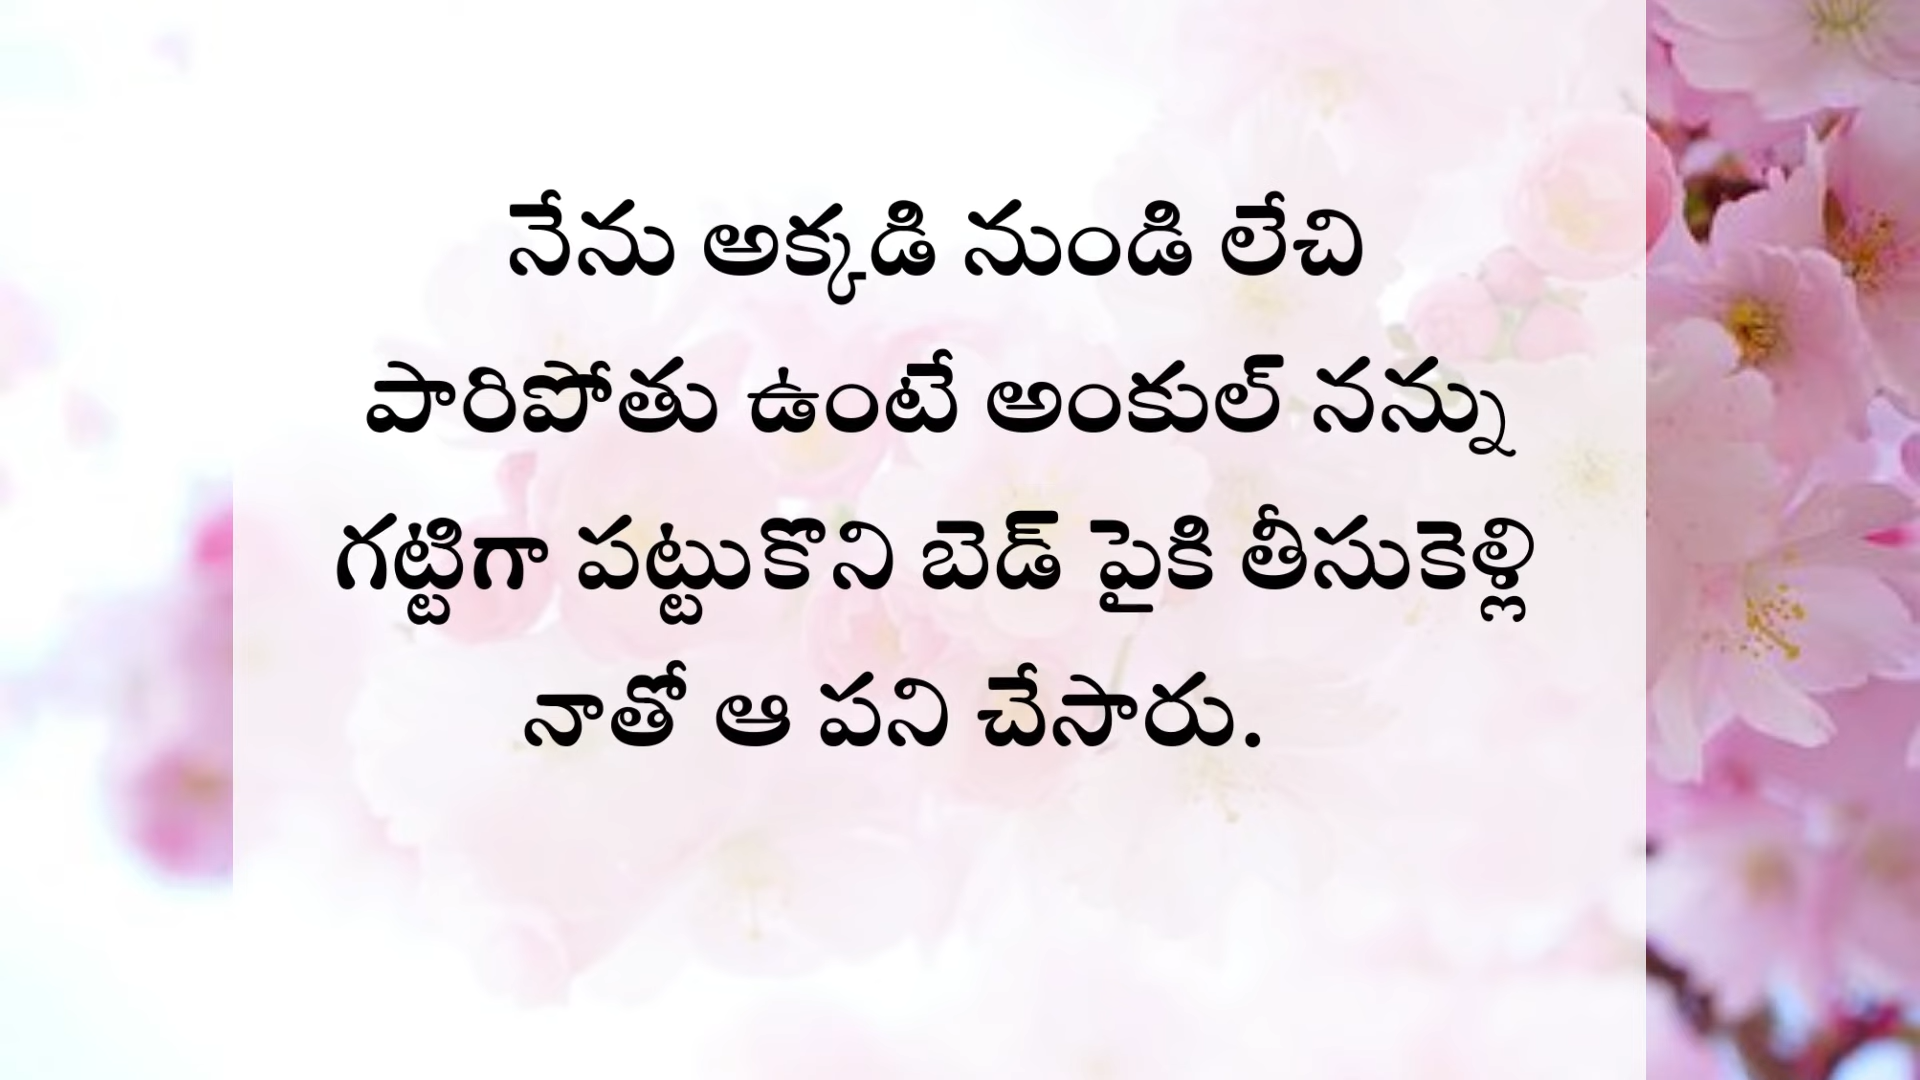 నేను అక్కడి నుండి లేచి
పారిపోతు ఉంటే అంకుల్ నన్ను
గట్టిగా పట్టుకొని బెడ్ పైకి తీసుకెళ్లి
నాతో ఆ పని చేసారు.